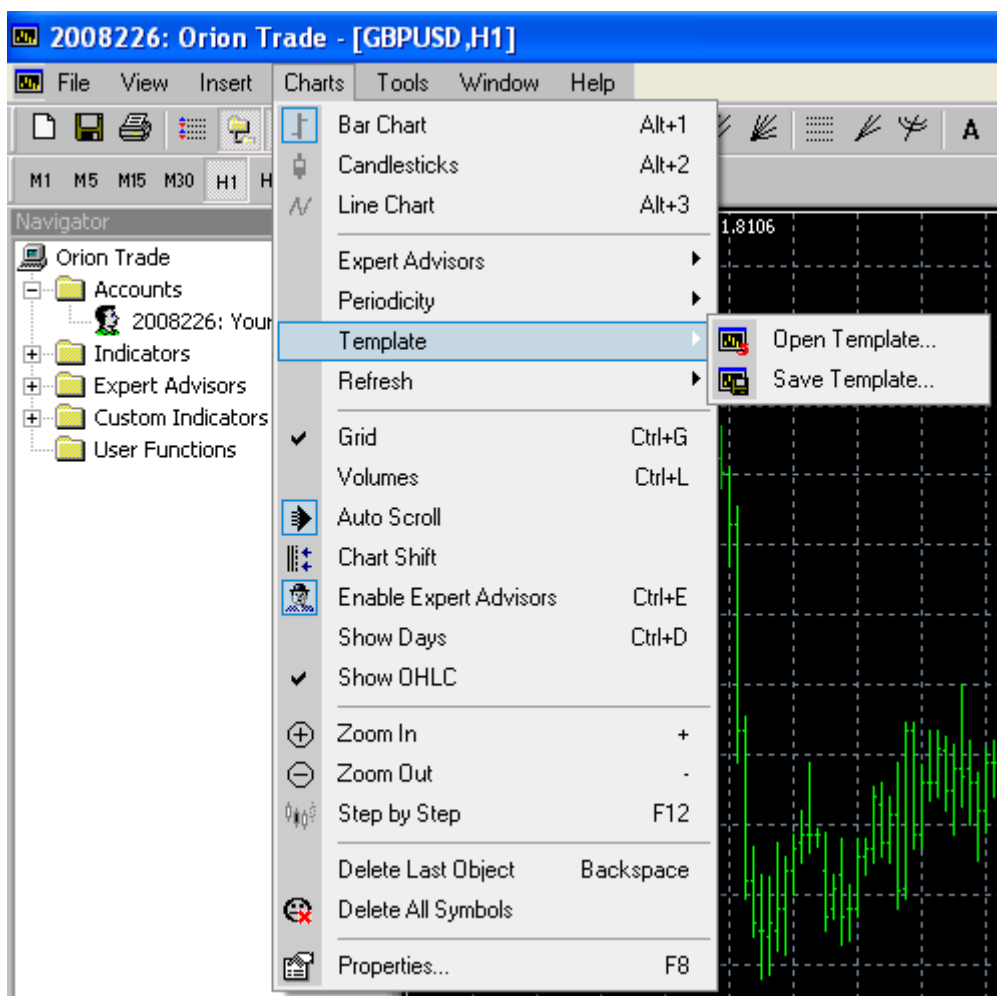 2008226: Orion Trade - [GBPUSD,H1]
File View Insert Charts Tools Window Help
A
M1 M5 M15 M30 H1 H
Navigator
Orion Trade
Accounts
2008226: Your
Indicators
Expert Advisors
Custom Indicators
User Functions
Bar Chart Alt+1
Candlesticks Alt+2
Line Chart Alt+3
Expert Advisors
Periodicity
Template
Refresh
Grid Ctrl+G
Volumes Ctrl+L
Auto Scroll
Chart Shift
Enable Expert Advisors Ctrl+E
Show Days Ctrl+D
Show OHLC
Zoom In +
Zoom Out -
Step by Step F12
Delete Last Object Backspace
Delete All Symbols
Properties... F8
Open Template...
Save Template...
1.8106